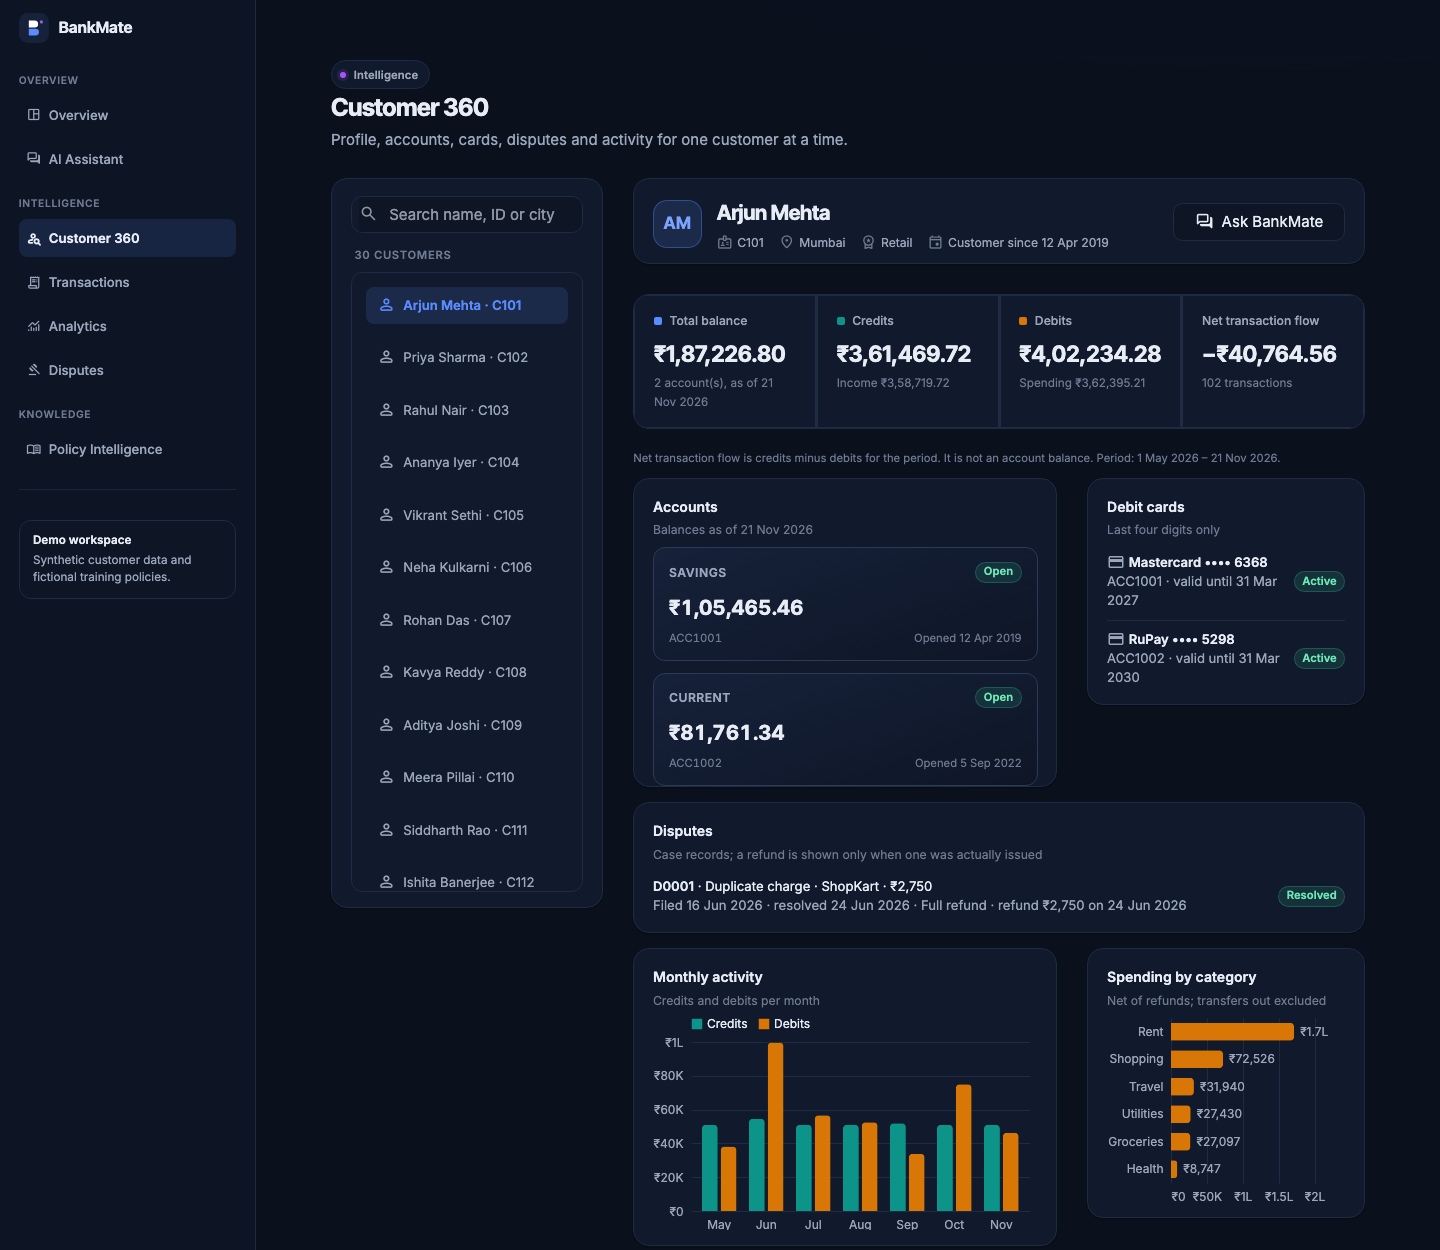 BankMate
OVERVIEW
Overview
AI Assistant
INTELLIGENCE
Customer 360
Transactions
Analytics
Disputes
KNOWLEDGE
Policy Intelligence
Demo workspace
Synthetic customer data and
fictional training policies.
Intelligence
Customer 360
Profile, accounts, cards, disputes and activity for one customer at a time.
Search name, ID or city
30 CUSTOMERS
Arjun Mehta · C101
Priya Sharma · C102
Rahul Nair · C103
Ananya Iyer · C104
Vikrant Sethi · C105
Neha Kulkarni · C106
Rohan Das · C107
Kavya Reddy · C108
Aditya Joshi · C109
Meera Pillai · C110
Siddharth Rao · C111
Ishita Banerjee · C112
AM
Arjun Mehta
C101 Mumbai Retail Customer since 12 Apr 2019
Ask BankMate
Total balance
₹1,87,226.80
2 account(s), as of 21
Nov 2026
Credits
₹3,61,469.72
Income ₹3,58,719.72
Debits
₹4,02,234.28
Spending ₹3,62,395.21
Net transaction flow
−₹40,764.56
102 transactions
Net transaction flow is credits minus debits for the period. It is not an account balance. Period: 1 May 2026 – 21 Nov 2026.
Accounts
Balances as of 21 Nov 2026
SAVINGS Open
₹1,05,465.46
ACC1001 Opened 12 Apr 2019
CURRENT Open
₹81,761.34
ACC1002 Opened 5 Sep 2022
Debit cards
Last four digits only
Mastercard •••• 6368
ACC1001 · valid until 31 Mar
2027
Active
RuPay •••• 5298
ACC1002 · valid until 31 Mar
2030
Active
Disputes
Case records; a refund is shown only when one was actually issued
D0001 · Duplicate charge · ShopKart · ₹2,750
Filed 16 Jun 2026 · resolved 24 Jun 2026 · Full refund · refund ₹2,750 on 24 Jun 2026
Resolved
Monthly activity
Credits and debits per month
Credits Debits
₹1L
₹80K
₹60K
₹40K
₹20K
₹0
May Jun Jul Aug Sep Oct Nov
Spending by category
Net of refunds; transfers out excluded
Rent ₹1.7L
Shopping ₹72,526
Travel ₹31,940
Utilities ₹27,430
Groceries ₹27,097
Health ₹8,747
₹0 ₹50K ₹1L ₹1.5L ₹2L